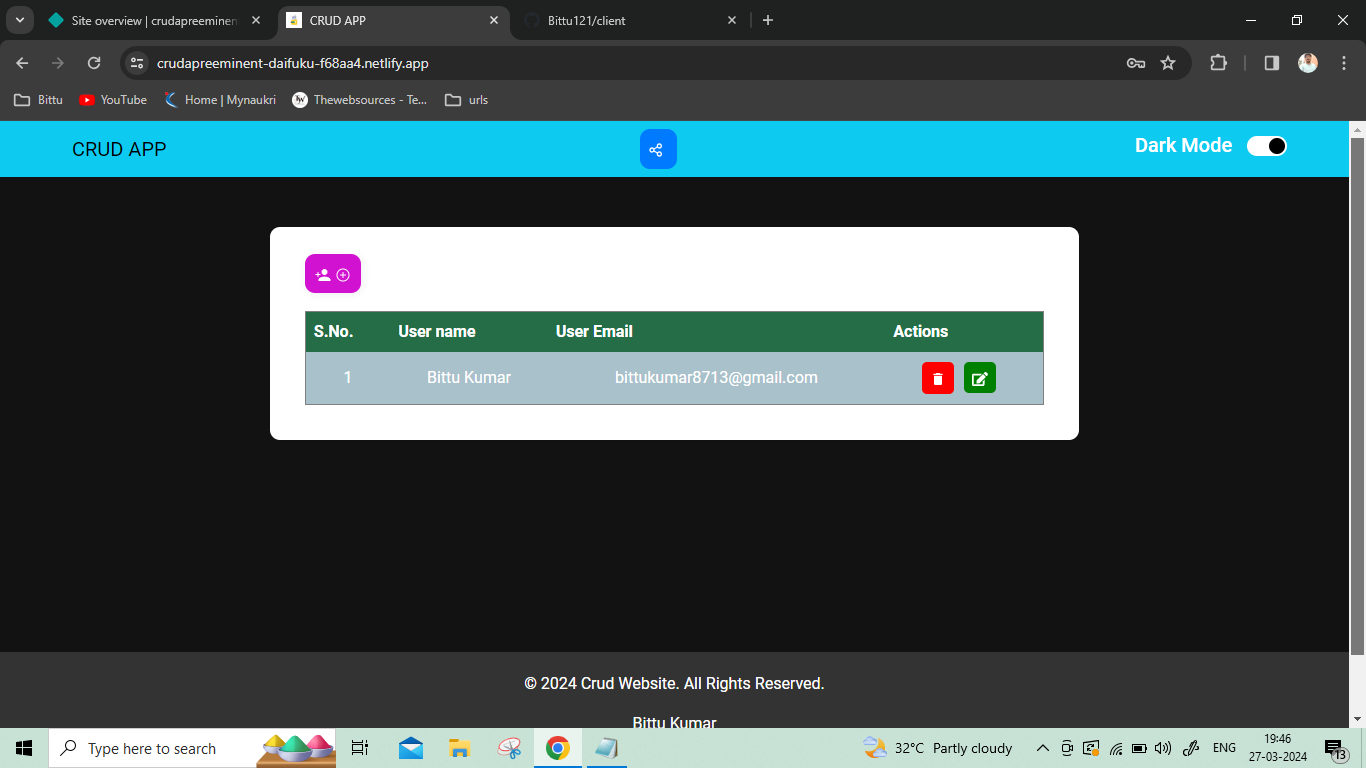 Site overview | crudapreeminen
CRUD APP
Bittu121/client
crudapreeminent-daifuku-f68aa4.netlify.app
Bittu
YouTube
Home | Mynaukri
Thewebsources - Te...
urls
CRUD APP
Dark Mode
S.No. User name User Email Actions
1 Bittu Kumar bittukumar8713@gmail.com
© 2024 Crud Website. All Rights Reserved.
Bittu Kumar
Type here to search
32°C Partly cloudy
ENG
19:46
27-03-2024
13